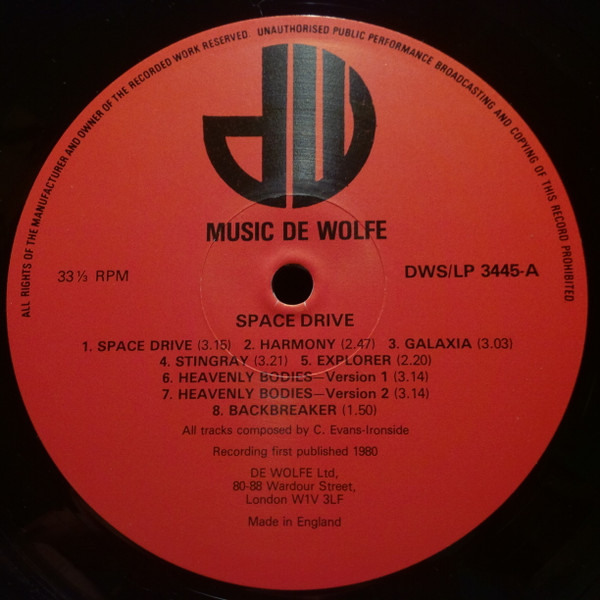 ALL RIGHTS OF THE MANUFACTURER AND OWNER OF THE RECORDED WORK RESERVED. UNAUTHORISED PUBLIC PERFORMANCE BROADCASTING AND COPYING OF THIS RECORD PROHIBITED
dW
MUSIC DE WOLFE
33⅓ RPM
DWS/LP 3445-A
SPACE DRIVE
1. SPACE DRIVE (3.15) 2. HARMONY (2.47) 3. GALAXIA (3.03)
4. STINGRAY (3.21) 5. EXPLORER (2.20)
6. HEAVENLY BODIES—Version 1 (3.14)
7. HEAVENLY BODIES—Version 2 (3.14)
8. BACKBREAKER (1.50)
All tracks composed by C. Evans-Ironside
Recording first published 1980
DE WOLFE Ltd,
80-88 Wardour Street,
London W1V 3LF
Made in England